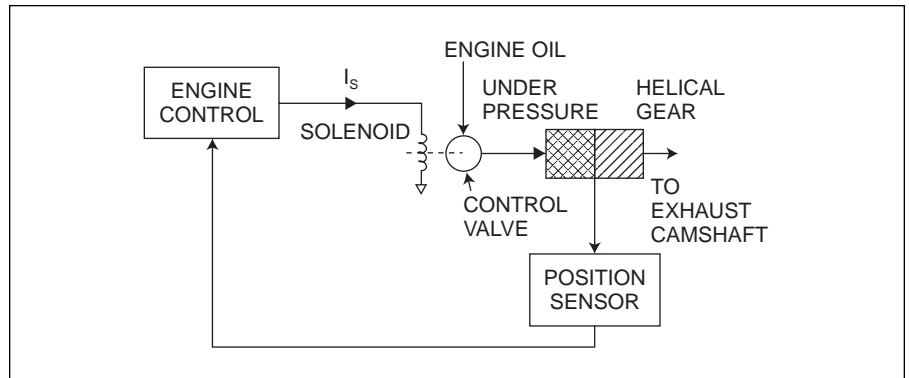 ENGINE OIL
I_S
ENGINE
CONTROL
UNDER
PRESSURE
HELICAL
GEAR
SOLENOID
CONTROL
VALVE
TO
EXHAUST
CAMSHAFT
POSITION
SENSOR